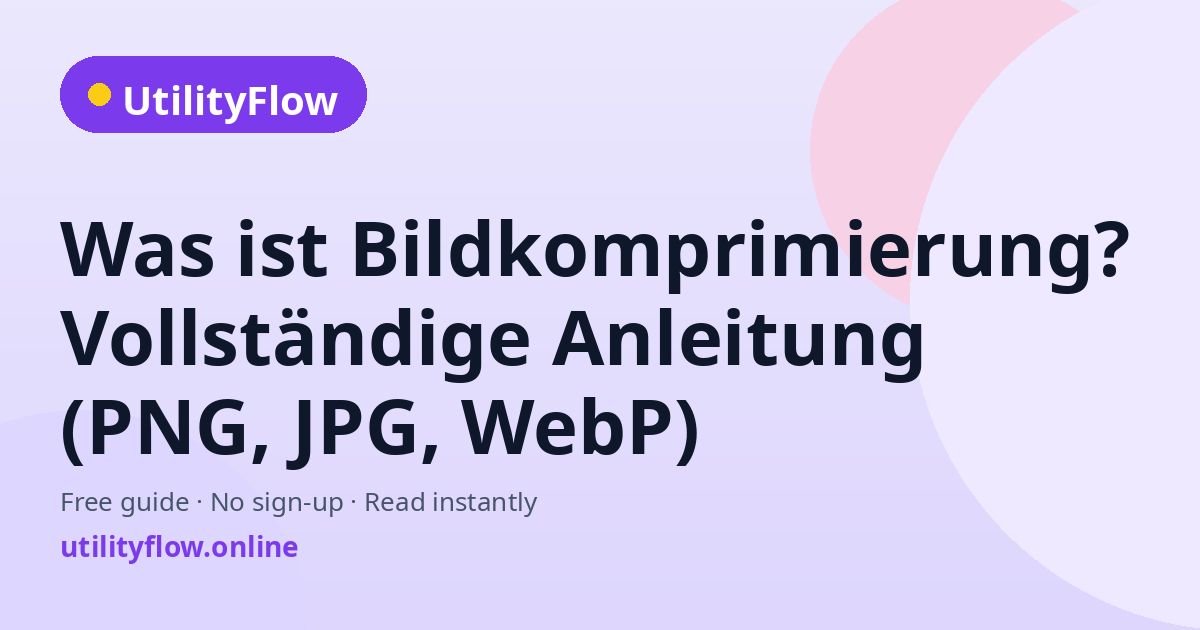 UtilityFlow
Was ist Bildkomprimierung?
Vollständige Anleitung
(PNG, JPG, WebP)
Free guide · No sign-up · Read instantly
utilityflow.online